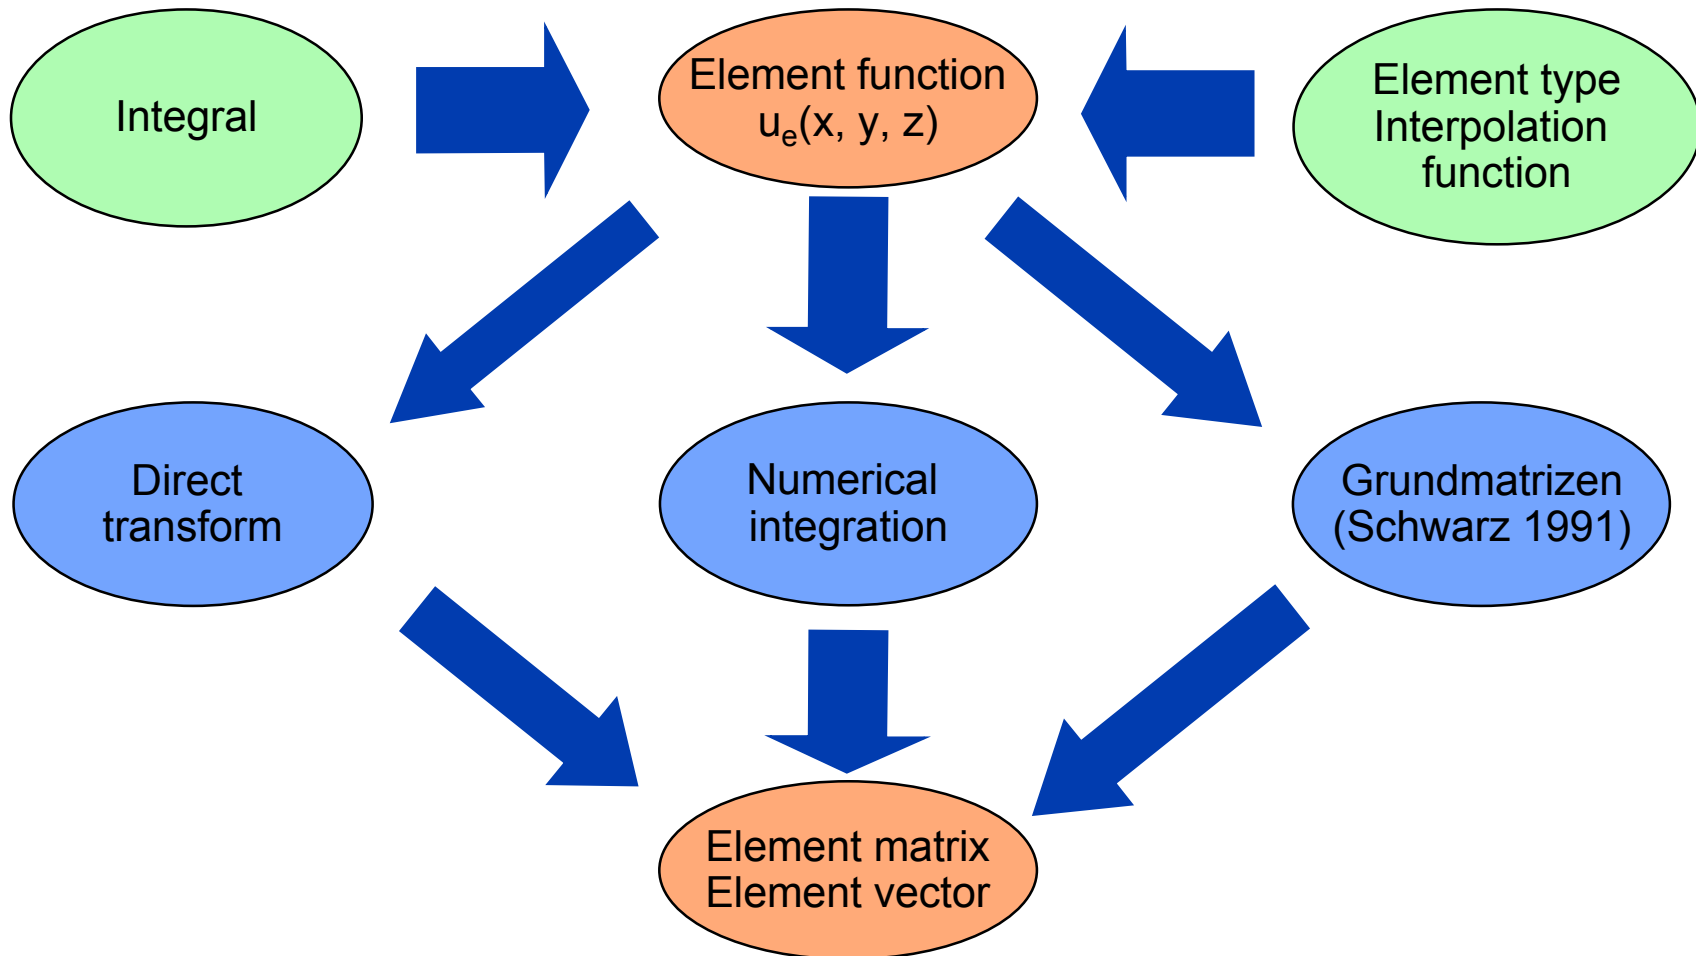 Integral
Element function
uₑ(x, y, z)
Element type
Interpolation
function
Direct
transform
Numerical
integration
Grundmatrizen
(Schwarz 1991)
Element matrix
Element vector